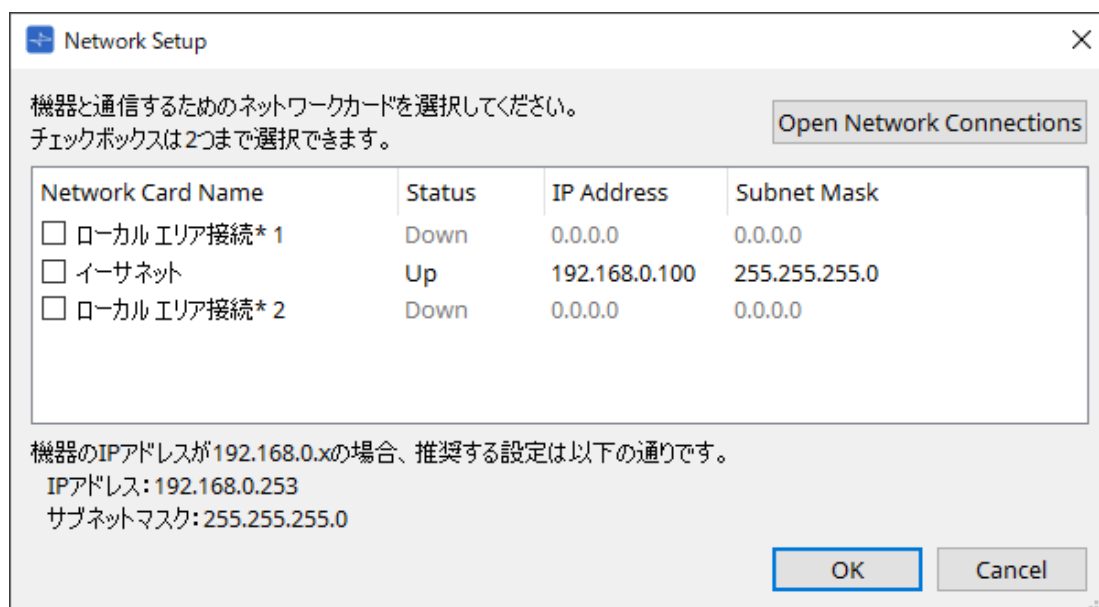 Network Setup
機器と通信するためのネットワークカードを選択してください。
チェックボックスは2つまで選択できます。
Open Network Connections
Network Card Name Status IP Address Subnet Mask
ローカル エリア接続* 1 Down 0.0.0.0 0.0.0.0
イーサネット Up 192.168.0.100 255.255.255.0
ローカル エリア接続* 2 Down 0.0.0.0 0.0.0.0
機器のIPアドレスが192.168.0.xの場合、推奨する設定は以下の通りです。
IPアドレス：192.168.0.253
サブネットマスク：255.255.255.0
OK Cancel